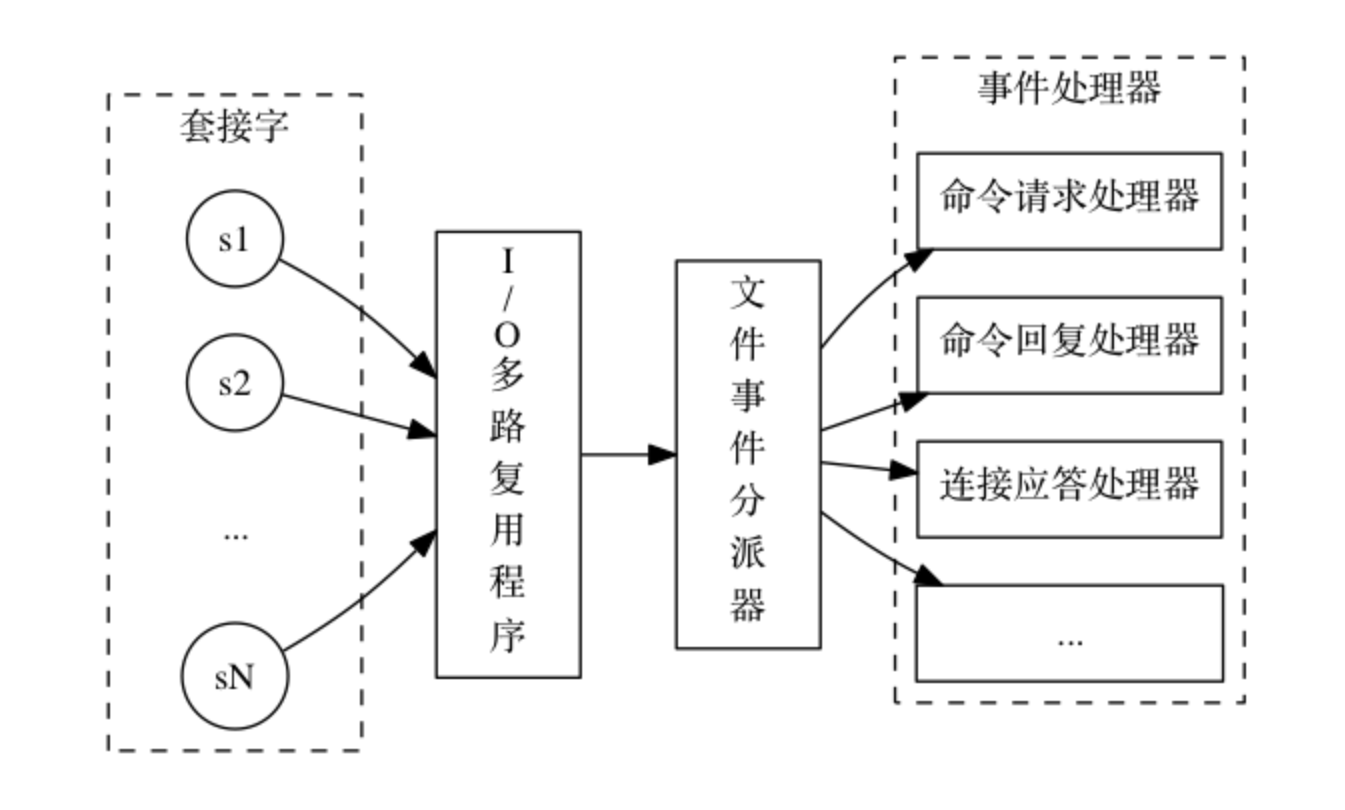 套接字
s1
s2
...
sN
I/O多路复用程序
文件事件分派器
事件处理器
命令请求处理器
命令回复处理器
连接应答处理器
...